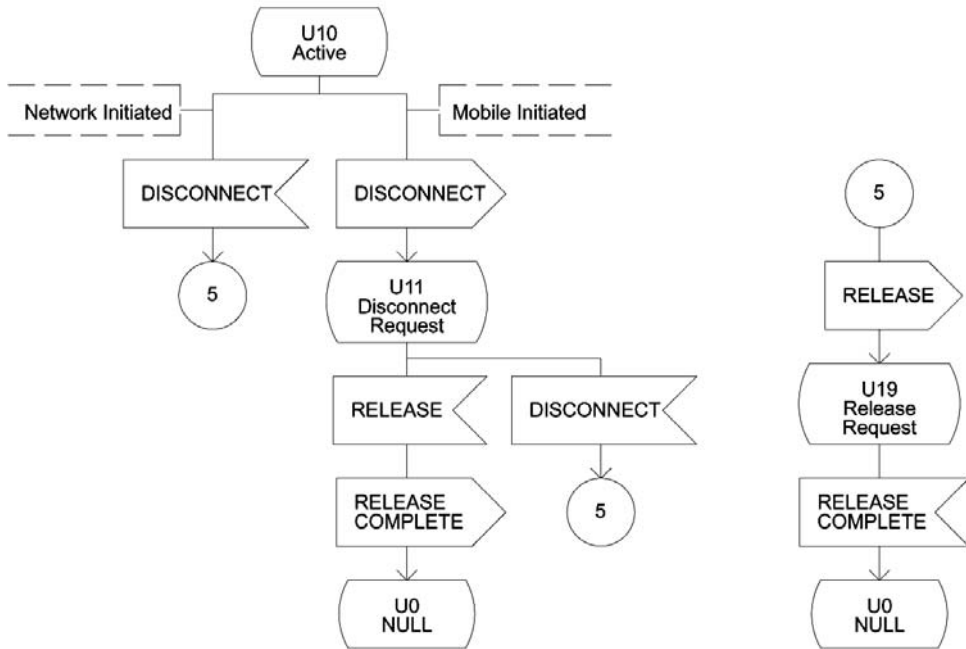 U10
Active
Network Initiated
Mobile Initiated
DISCONNECT
DISCONNECT
5
5
U11
Disconnect
Request
RELEASE
RELEASE
DISCONNECT
U19
Release
Request
RELEASE
COMPLETE
5
RELEASE
COMPLETE
U0
NULL
U0
NULL